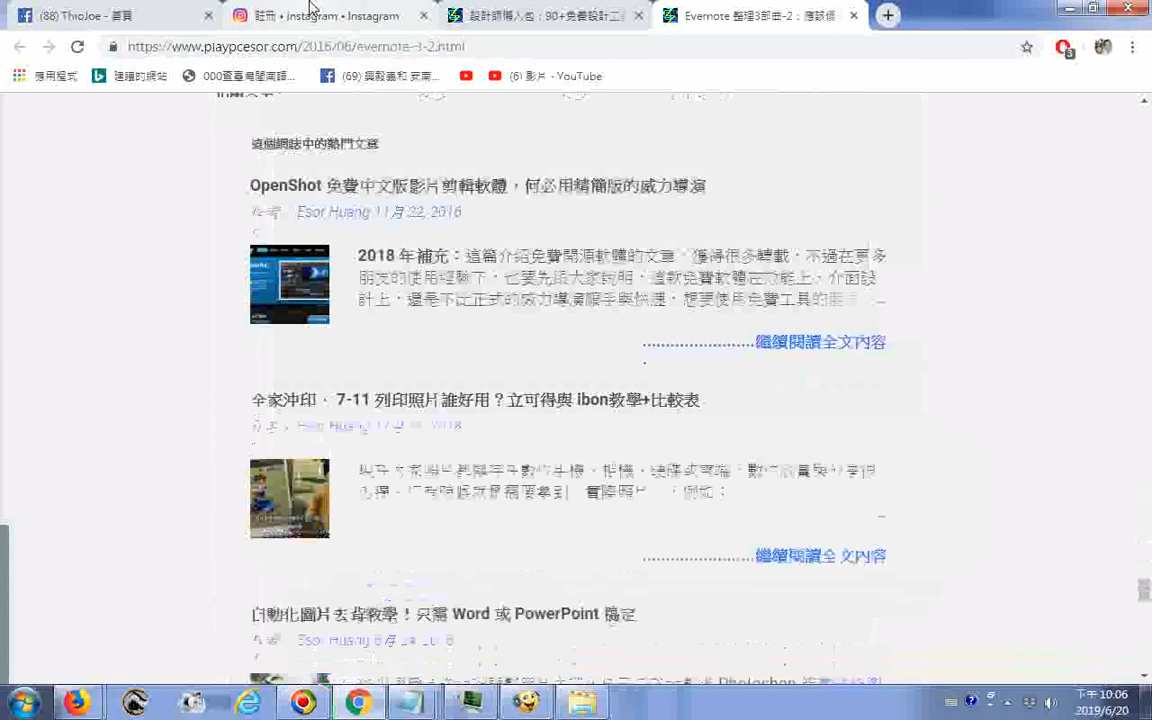 (88) ThioJoe - 首頁
註冊 • Instagram • Instagram
設計師懶人包：90+免費設計工
Evernote 整理3部曲-2：應該係
https://www.playpcesor.com/2016/06/evernote-3-2.html
3
應用程式
建議的網站
(69) 與毅嘉和 安南...
(6) 影片 - YouTube
這個網誌中的熱門文章
OpenShot 免費中文版影片剪輯軟體，何必用精簡版的威力導演
作者： Esor Huang 11月 22, 2016
2018 年補充：這篇介紹免費開源軟體的文章，獲得很多轉載，不過在更多
朋友的使用經驗下，也要先跟大家說明，這款免費軟體在效能上、介面設
計上，還是不比正式的威力導演順手與快速，想要使用免費工具的朋
......................繼續閱讀全文內容
全家沖印、 7-11 列印照片誰好用？立可得與 ibon教學+比較表
Esor Huang
......................繼續閱讀全文內容
自動化圖片去背教學！只需 Word 或 PowerPoint 搞定
Esor Huang
下午 10:06
2019/6/20